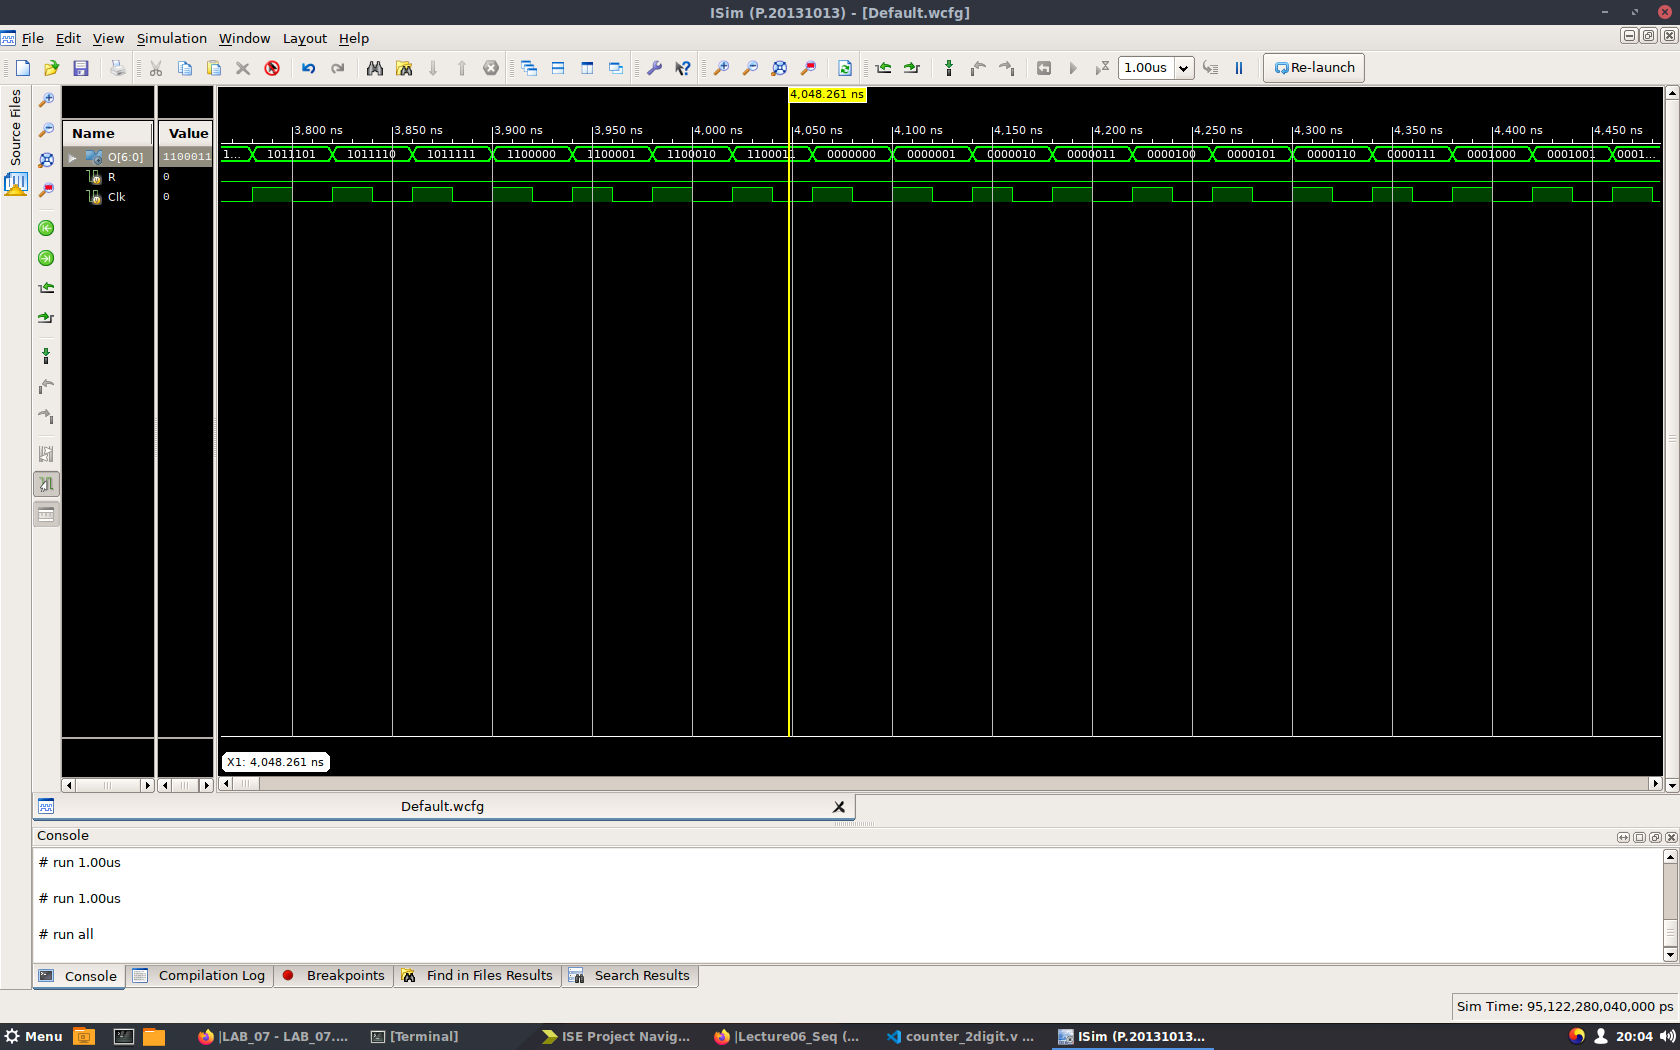 ISim (P.20131013) - [Default.wcfg]
File Edit View Simulation Window Layout Help
1.00us Re-launch
Source Files
4,048.261 ns
Name Value
3,800 ns 3,850 ns 3,900 ns 3,950 ns 4,000 ns 4,050 ns 4,100 ns 4,150 ns 4,200 ns 4,250 ns 4,300 ns 4,350 ns 4,400 ns 4,450 ns
O[6:0] 1100011 1... 1011101 1011110 1011111 1100000 1100001 1100010 1100011 0000000 0000001 0000010 0000011 0000100 0000101 0000110 0000111 0001000 0001001 0001...
R 0
Clk 0
X1: 4,048.261 ns
Default.wcfg
Console
# run 1.00us
# run 1.00us
# run all
Console Compilation Log Breakpoints Find in Files Results Search Results
Sim Time: 95,122,280,040,000 ps
Menu |LAB_07 - LAB_07.... [Terminal] ISE Project Navig... |Lecture06_Seq (... counter_2digit.v ... ISim (P.20131013... 20:04